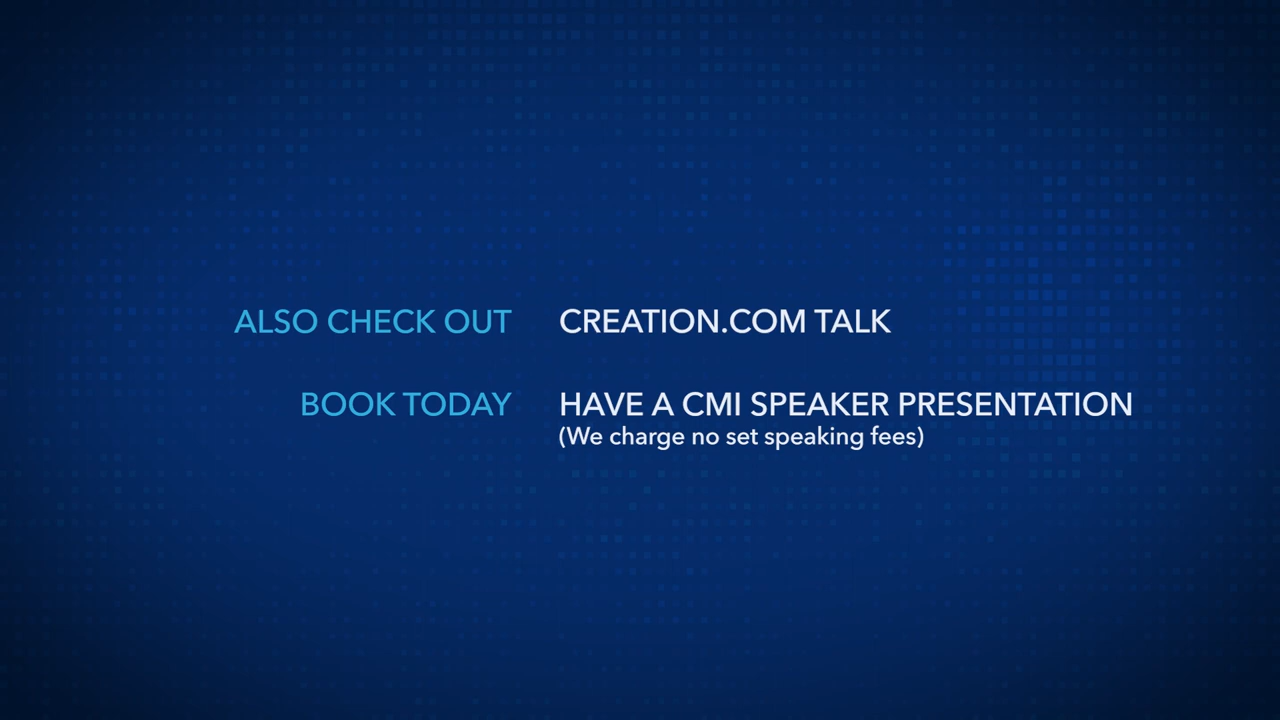 ALSO CHECK OUT CREATION.COM TALK
BOOK TODAY HAVE A CMI SPEAKER PRESENTATION
(We charge no set speaking fees)